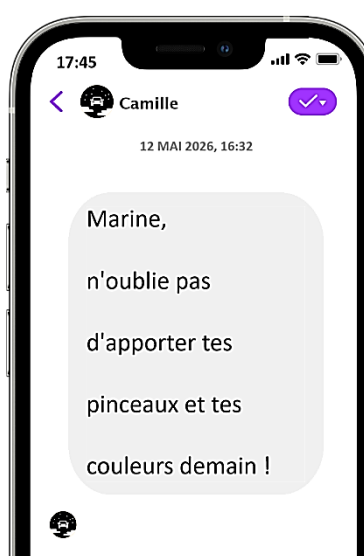 17:45
Camille
12 MAI 2026, 16:32
Marine,
n'oublie pas
d'apporter tes
pinceaux et tes
couleurs demain !